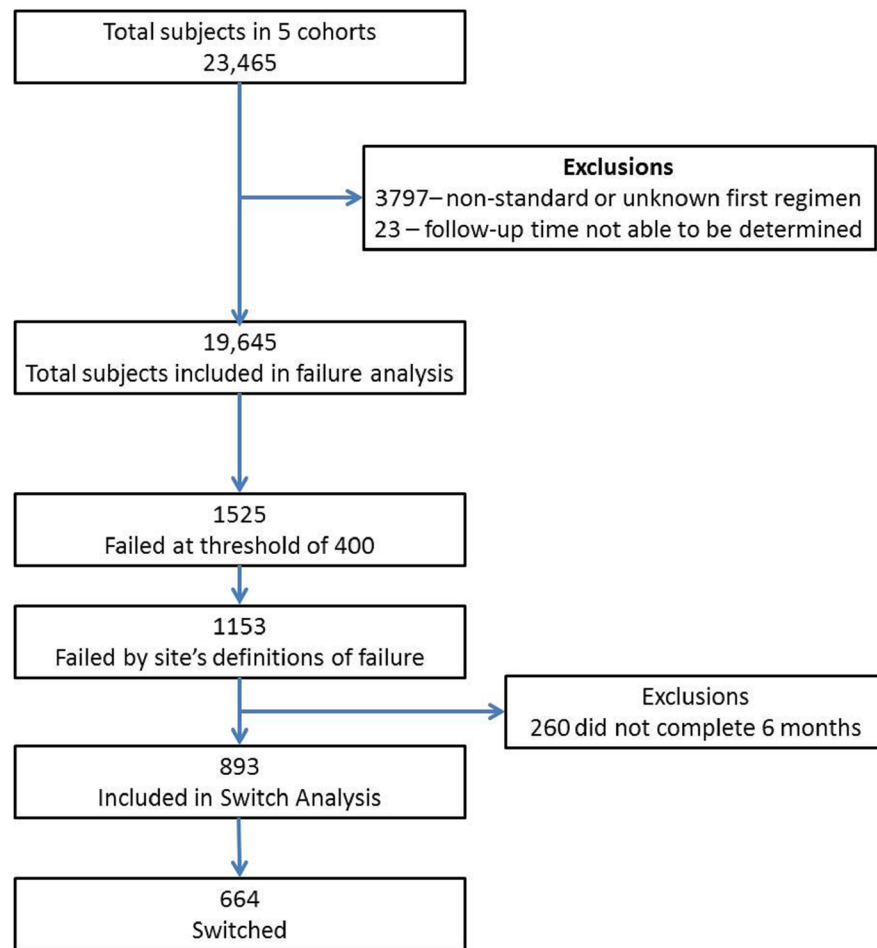 Total subjects in 5 cohorts
23,465
Exclusions
3797– non-standard or unknown first regimen
23 – follow-up time not able to be determined
19,645
Total subjects included in failure analysis
1525
Failed at threshold of 400
1153
Failed by site’s definitions of failure
Exclusions
260 did not complete 6 months
893
Included in Switch Analysis
664
Switched